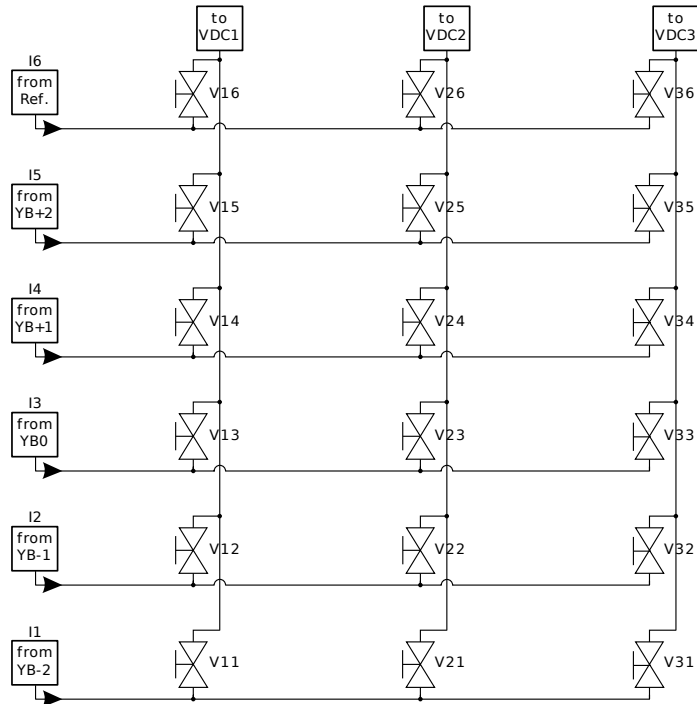 to
VDC1
to
VDC2
to
VDC3
I6
from
Ref.
V16
V26
V36
I5
from
YB+2
V15
V25
V35
I4
from
YB+1
V14
V24
V34
I3
from
YB0
V13
V23
V33
I2
from
YB-1
V12
V22
V32
I1
from
YB-2
V11
V21
V31